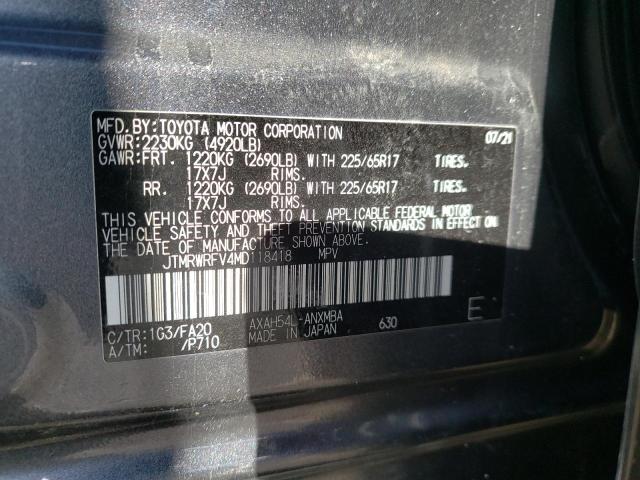 MFD.BY:TOYOTA MOTOR CORPORATION 07/21
GVWR:2230KG (4920LB)
GAWR:FRT. 1220KG (2690LB) WITH 225/65R17 TIRES.
17X7J RIMS.
RR. 1220KG (2690LB) WITH 225/65R17 TIRES.
17X7J RIMS.
THIS VEHICLE CONFORMS TO ALL APPLICABLE FEDERAL MOTOR
VEHICLE SAFETY AND THEFT PREVENTION STANDARDS IN EFFECT ON
THE DATE OF MANUFACTURE SHOWN ABOVE.
JTMRWRFV4MD118418 MPV
C/TR:1G3/FA20 AXAH54L-ANXMBA 630 E
A/TM: /P710 MADE IN JAPAN